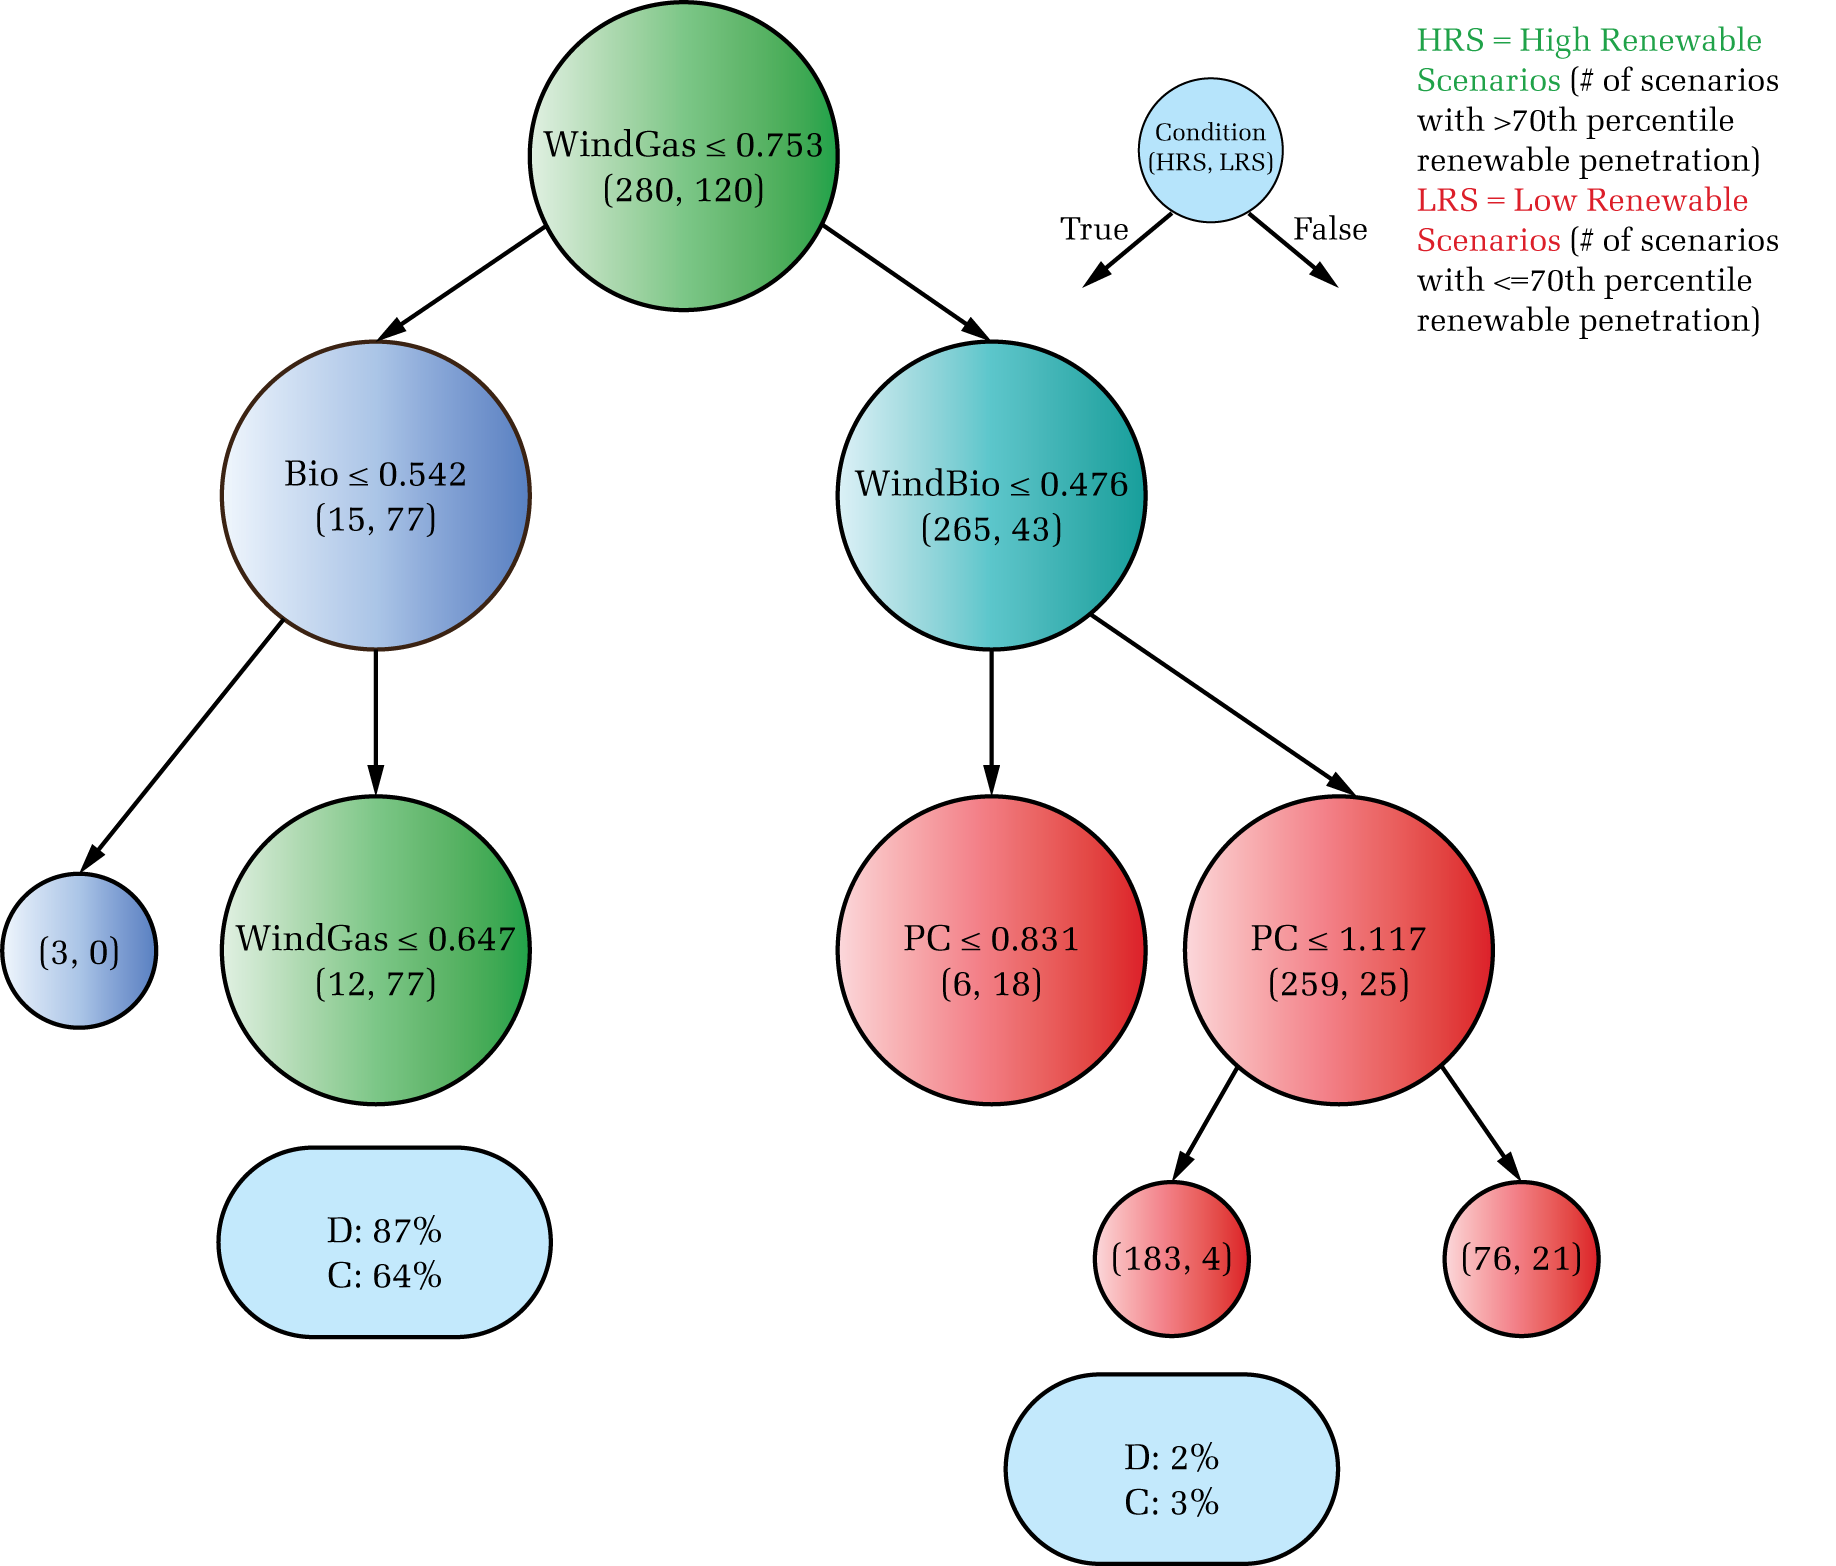 WindGas ≤ 0.753
(280, 120)
Condition
(HRS, LRS)
True
False
HRS = High Renewable
Scenarios (# of scenarios
with >70th percentile
renewable penetration)
LRS = Low Renewable
Scenarios (# of scenarios
with <=70th percentile
renewable penetration)
Bio ≤ 0.542
(15, 77)
WindBio ≤ 0.476
(265, 43)
(3, 0)
WindGas ≤ 0.647
(12, 77)
PC ≤ 0.831
(6, 18)
PC ≤ 1.117
(259, 25)
D: 87%
C: 64%
(183, 4)
(76, 21)
D: 2%
C: 3%